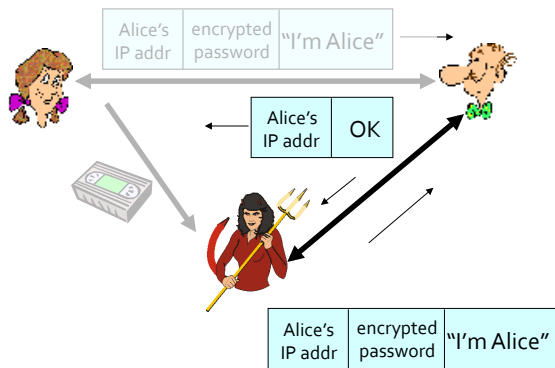 Alice's encrypted "I'm Alice"
IP addr password
Alice's OK
IP addr
Alice's encrypted "I'm Alice"
IP addr password